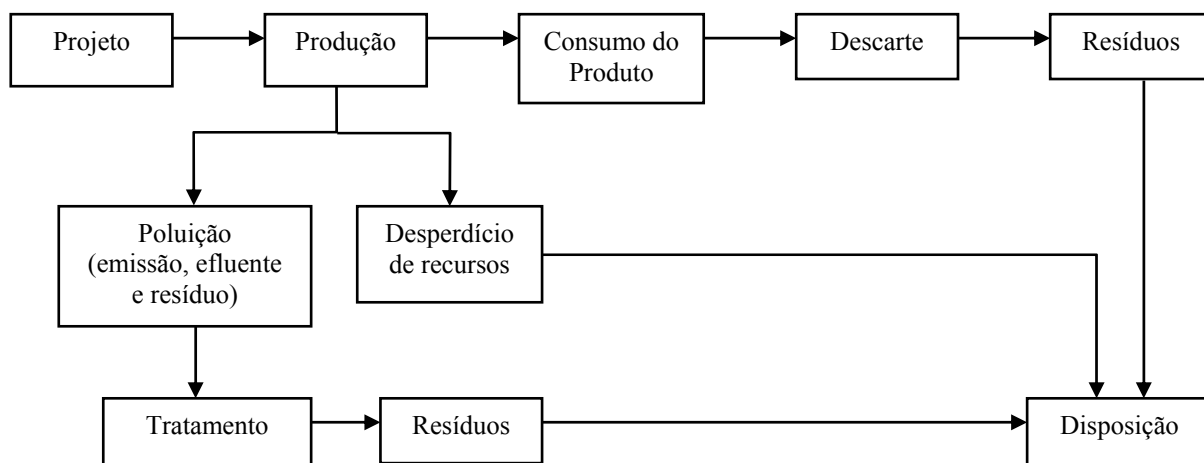 Projeto
Produção
Consumo do
Produto
Descarte
Resíduos
Poluição
(emissão, efluente
e resíduo)
Desperdício
de recursos
Tratamento
Resíduos
Disposição